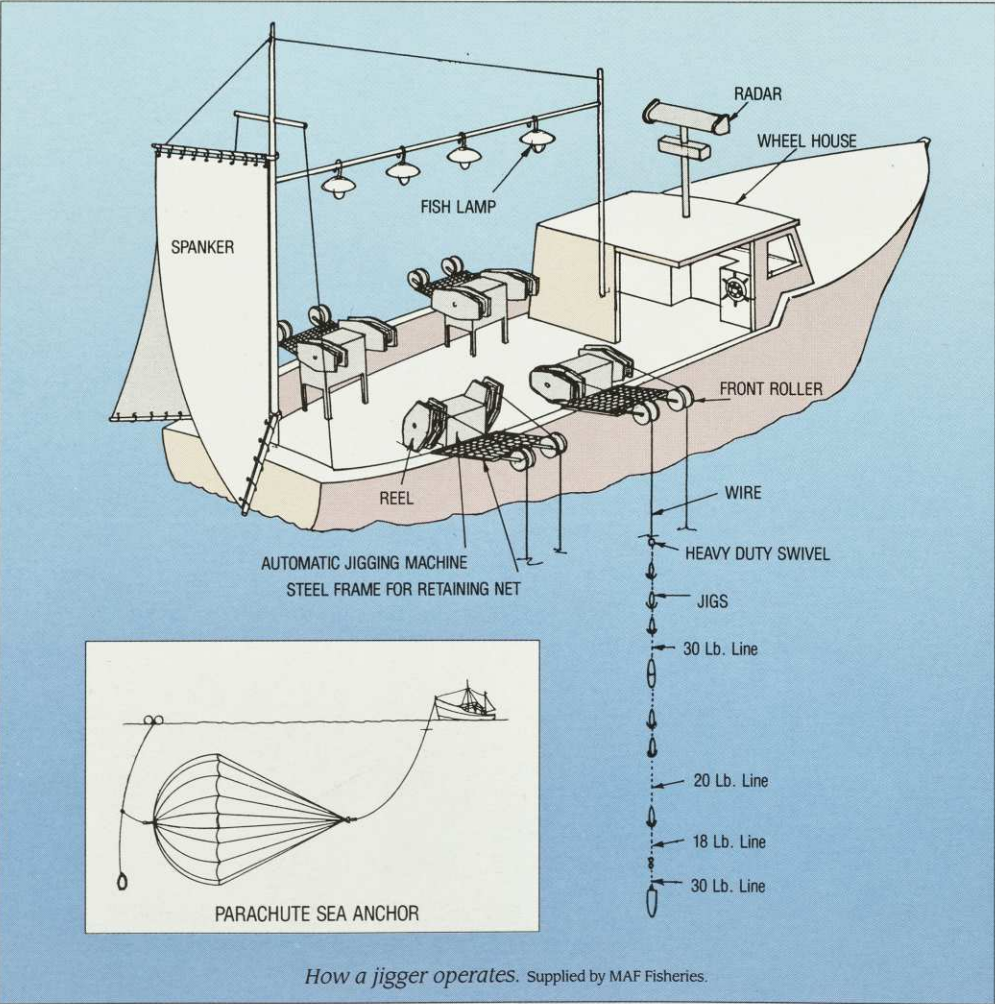 RADAR
WHEEL HOUSE
FISH LAMP
SPANKER
FRONT ROLLER
REEL
WIRE
AUTOMATIC JIGGING MACHINE
HEAVY DUTY SWIVEL
STEEL FRAME FOR RETAINING NET
JIGS
30 Lb. Line
20 Lb. Line
18 Lb. Line
30 Lb. Line
PARACHUTE SEA ANCHOR
How a jigger operates. Supplied by MAF Fisheries.